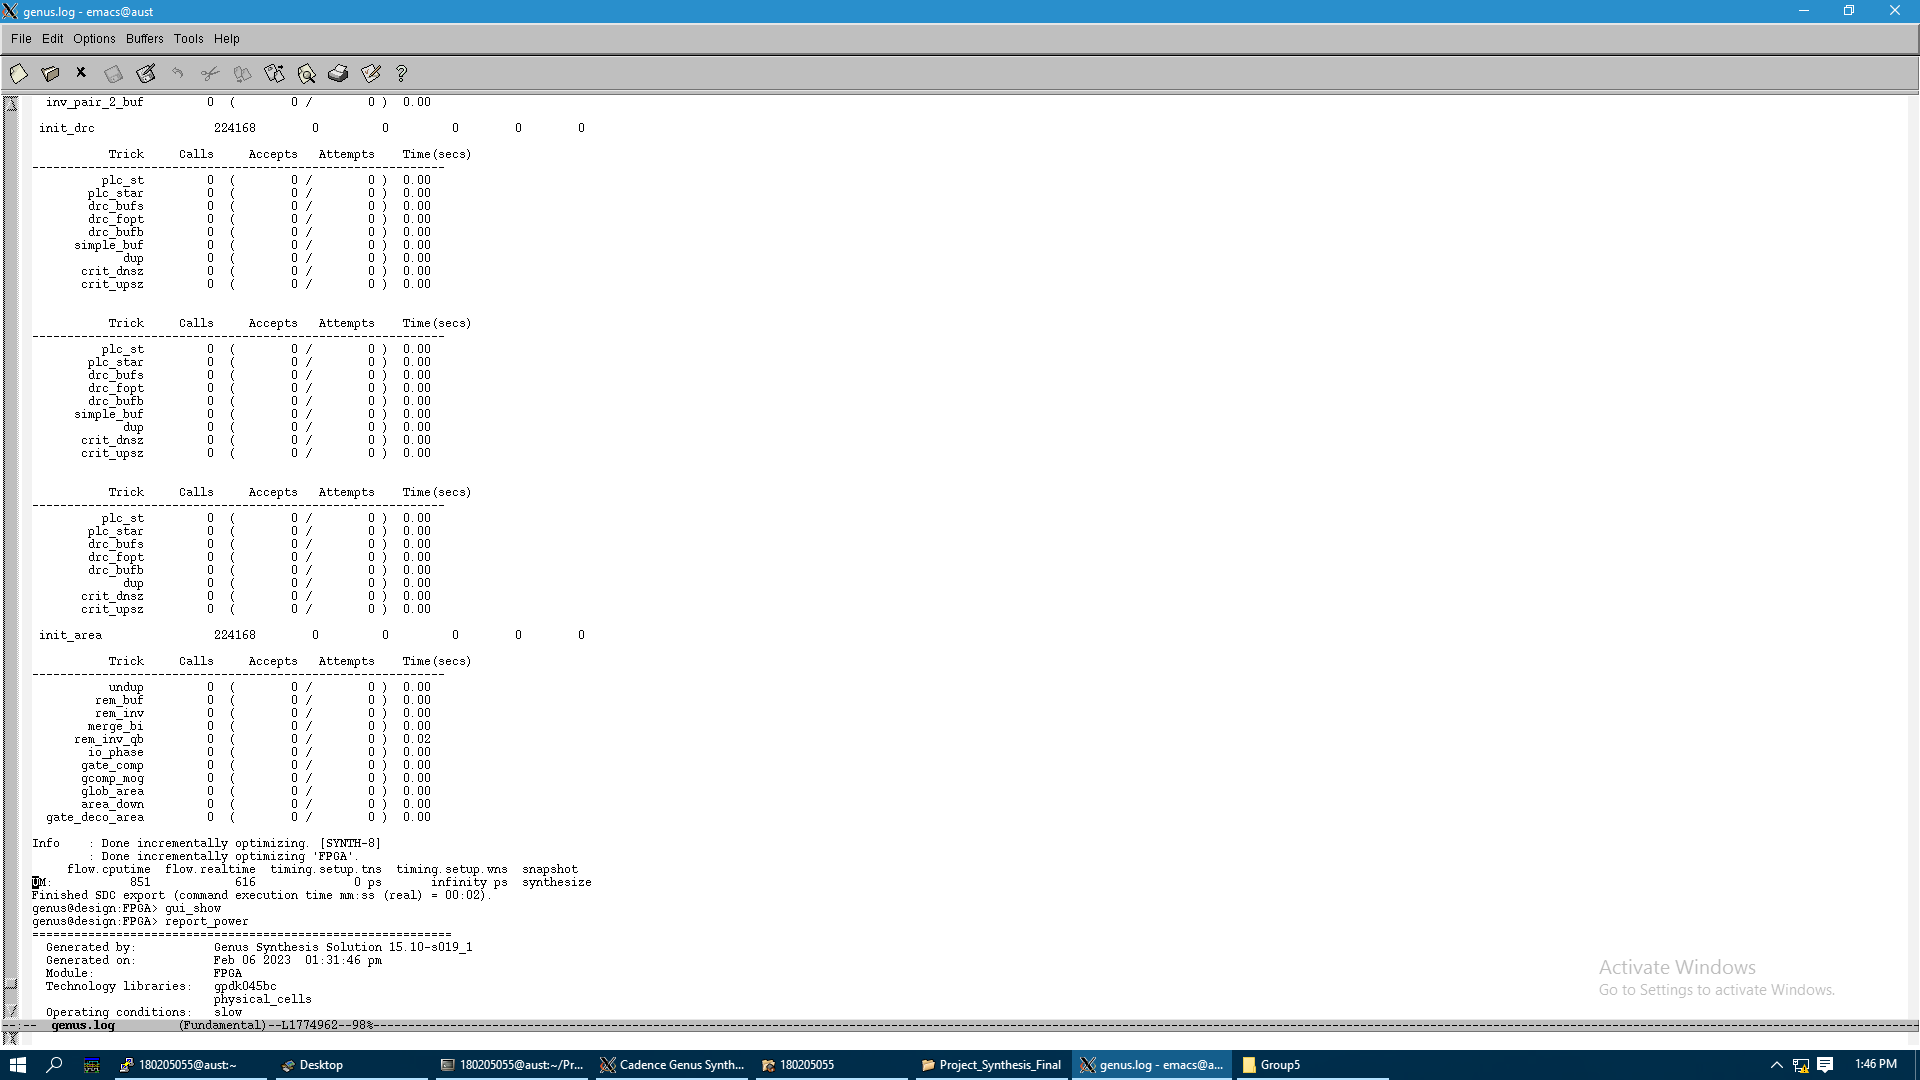 genus.log - emacs@aust
File Edit Options Buffers Tools Help
inv_pair_2_buf 0 ( 0 / 0 ) 0.00
init_drc 224168 0 0 0 0 0
Trick Calls Accepts Attempts Time(secs)
----------------------------------------------------------
plc_st 0 ( 0 / 0 ) 0.00
plc_star 0 ( 0 / 0 ) 0.00
drc_bufs 0 ( 0 / 0 ) 0.00
drc_fopt 0 ( 0 / 0 ) 0.00
drc_bufb 0 ( 0 / 0 ) 0.00
simple_buf 0 ( 0 / 0 ) 0.00
dup 0 ( 0 / 0 ) 0.00
crit_dnsz 0 ( 0 / 0 ) 0.00
crit_upsz 0 ( 0 / 0 ) 0.00
Trick Calls Accepts Attempts Time(secs)
----------------------------------------------------------
plc_st 0 ( 0 / 0 ) 0.00
plc_star 0 ( 0 / 0 ) 0.00
drc_bufs 0 ( 0 / 0 ) 0.00
drc_fopt 0 ( 0 / 0 ) 0.00
drc_bufb 0 ( 0 / 0 ) 0.00
simple_buf 0 ( 0 / 0 ) 0.00
dup 0 ( 0 / 0 ) 0.00
crit_dnsz 0 ( 0 / 0 ) 0.00
crit_upsz 0 ( 0 / 0 ) 0.00
Trick Calls Accepts Attempts Time(secs)
----------------------------------------------------------
plc_st 0 ( 0 / 0 ) 0.00
plc_star 0 ( 0 / 0 ) 0.00
drc_bufs 0 ( 0 / 0 ) 0.00
drc_fopt 0 ( 0 / 0 ) 0.00
drc_bufb 0 ( 0 / 0 ) 0.00
dup 0 ( 0 / 0 ) 0.00
crit_dnsz 0 ( 0 / 0 ) 0.00
crit_upsz 0 ( 0 / 0 ) 0.00
init_area 224168 0 0 0 0 0
Trick Calls Accepts Attempts Time(secs)
----------------------------------------------------------
undup 0 ( 0 / 0 ) 0.00
rem_buf 0 ( 0 / 0 ) 0.00
rem_inv 0 ( 0 / 0 ) 0.00
merge_bi 0 ( 0 / 0 ) 0.00
rem_inv_qb 0 ( 0 / 0 ) 0.02
io_phase 0 ( 0 / 0 ) 0.00
gate_comp 0 ( 0 / 0 ) 0.00
gcomp_mog 0 ( 0 / 0 ) 0.00
glob_area 0 ( 0 / 0 ) 0.00
area_down 0 ( 0 / 0 ) 0.00
gate_deco_area 0 ( 0 / 0 ) 0.00
Info : Done incrementally optimizing. [SYNTH-8]
: Done incrementally optimizing 'FPGA'.
flow.cputime flow.realtime timing.setup.tns timing.setup.wns snapshot
UM: 851 616 0 ps infinity ps synthesize
Finished SDC export (command execution time mm:ss (real) = 00:02).
genus@design:FPGA> gui_show
genus@design:FPGA> report_power
============================================================
Generated by: Genus Synthesis Solution 15.10-s019_1
Generated on: Feb 06 2023 01:31:46 pm
Module: FPGA
Technology libraries: gpdk045bc
physical_cells
Operating conditions: slow
--:-- genus.log (Fundamental)--L1774962--98%--------
Activate Windows
Go to Settings to activate Windows.
180205055@aust:~ Desktop 180205055@aust:~/Pr... Cadence Genus Synth... 180205055 Project_Synthesis_Final genus.log - emacs@a... Group5 1:46 PM